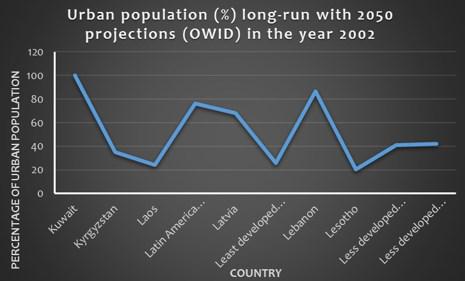 Urban population (%) long-run with 2050
projections (OWID) in the year 2002
PERCENTAGE OF URBAN POPULATION
120
100
80
60
40
20
0
Kuwait
Kyrgyzstan
Laos
Latin America...
Latvia
Least developed...
Lebanon
Lesotho
Less developed...
Less developed...
COUNTRY